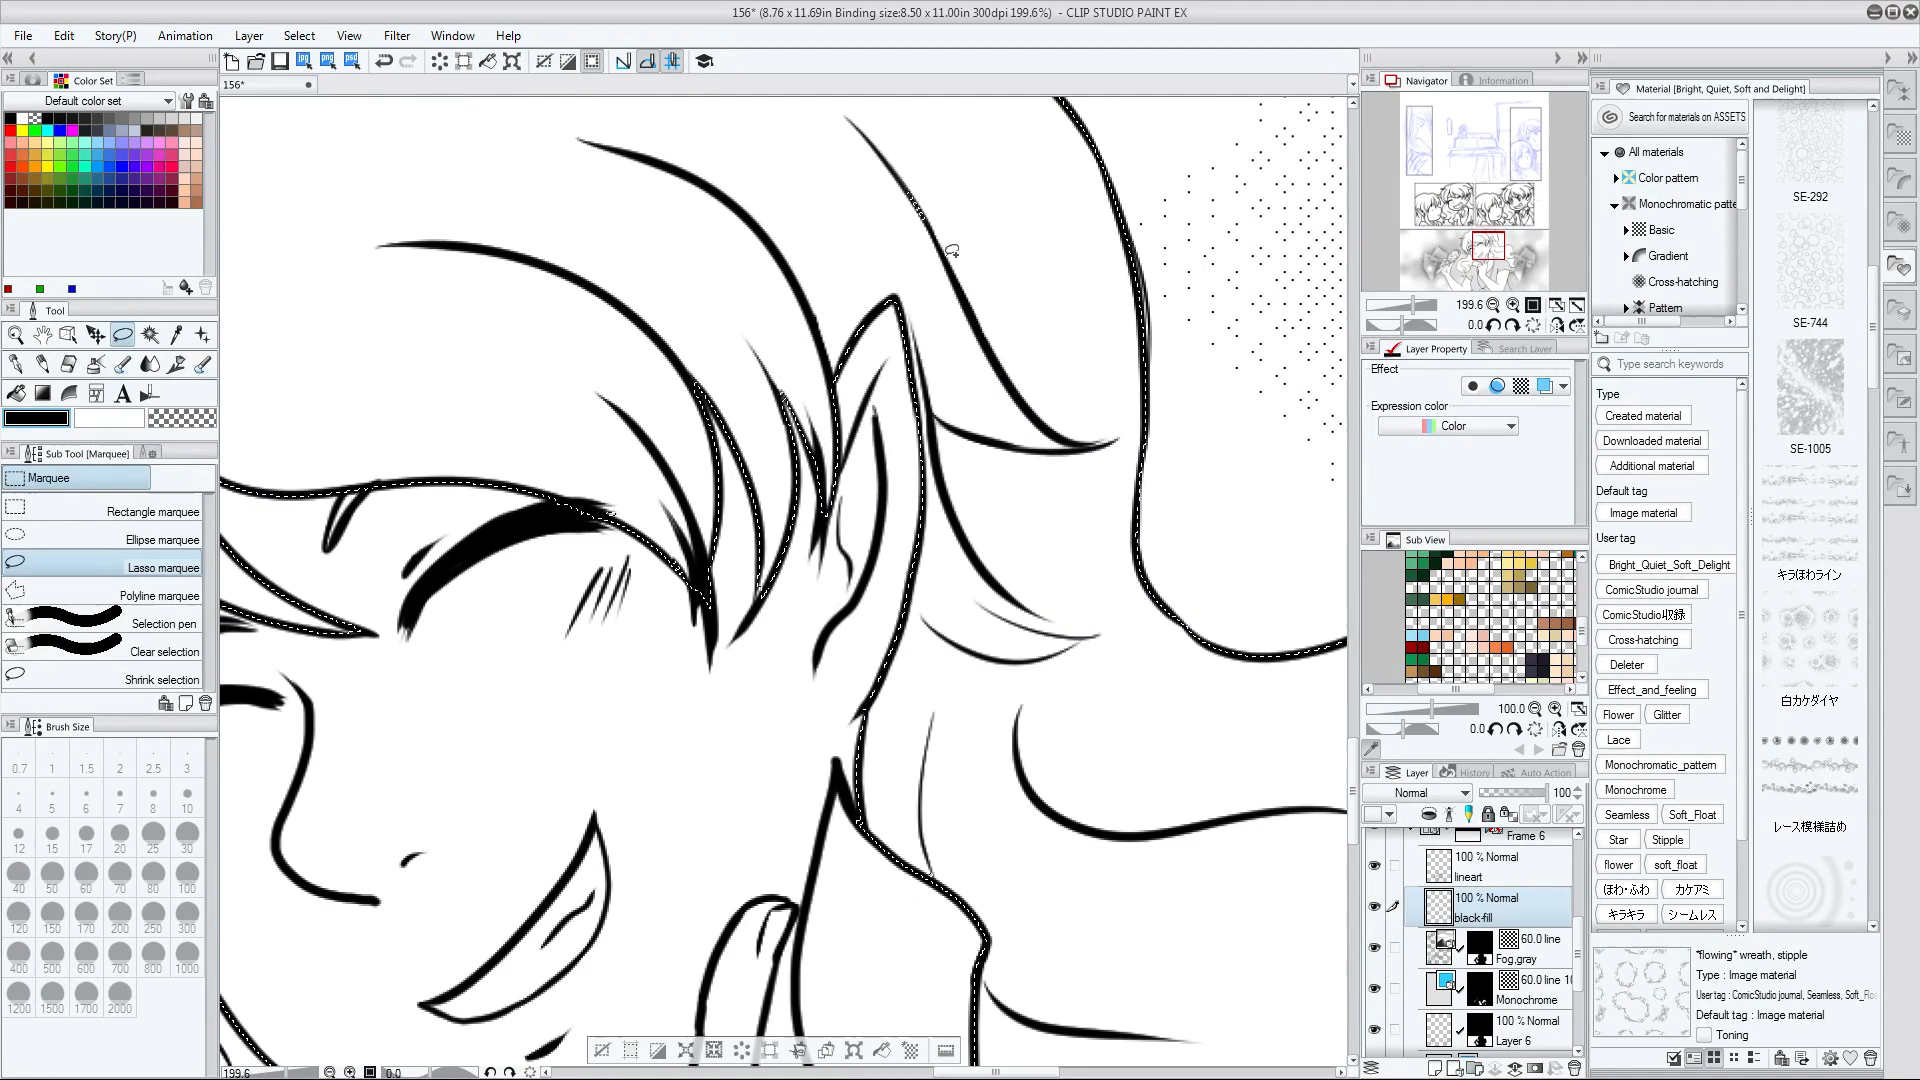 156* (8.76 x 11.69in Binding size:8.50 x 11.00in 300dpi 199.6%)  - CLIP STUDIO PAINT EX
File Edit Story(P) Animation Layer Select View Filter Window Help
jpg png psd
156*
Color Set
Default color set
Tool
A
Sub Tool [Marquee]
Marquee
Rectangle marquee
Ellipse marquee
Lasso marquee
Polyline marquee
Selection pen
Clear selection
Shrink selection
Brush Size
0.7 1 1.5 2 2.5 3
4 5 6 7 8 10
12 15 17 20 25 30
40 50 60 70 80 100
120 150 200 250 300
400 500 600 700 800 1000
1200 1500 1700 2000
199.6 0.0
Navigator Information
199.6
0.0
Layer Property Search Layer
Effect
Expression color
Color
Sub View
100.0
0.0
Layer History Auto Action
Normal 100
Frame 6
100 % Normal
lineart
100 % Normal
black-fill
60.0 line
Fog,gray
60.0 line 10
Monochrome
100 % Normal
Layer 6
Material [Bright, Quiet, Soft and Delight]
Search for materials on ASSETS
All materials
Color pattern
Monochromatic patte
Basic
Gradient
Cross-hatching
Pattern
Type search keywords
Type
Created material
Downloaded material
Additional material
Default tag
Image material
User tag
Bright_Quiet_Soft_Delight
ComicStudio journal
ComicStudio収録
Cross-hatching
Deleter
Effect_and_feeling
Flower Glitter
Lace
Monochromatic_pattern
Monochrome
Seamless Soft_Float
Star Stipple
flower soft_float
ほわ・ふわ カケアミ
キラキラ シームレス
SE-292
SE-744
SE-1005
キラほわライン
白カケダイヤ
レース模様詰め
*flowing* wreath, stipple
Type : Image material
User tag : ComicStudio journal, Seamless, Soft_Floa
Default tag : Image material
Toning